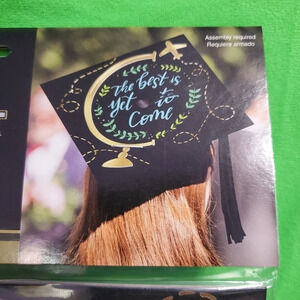 Assembly required
Requiere armado
The best is
yet to
Come